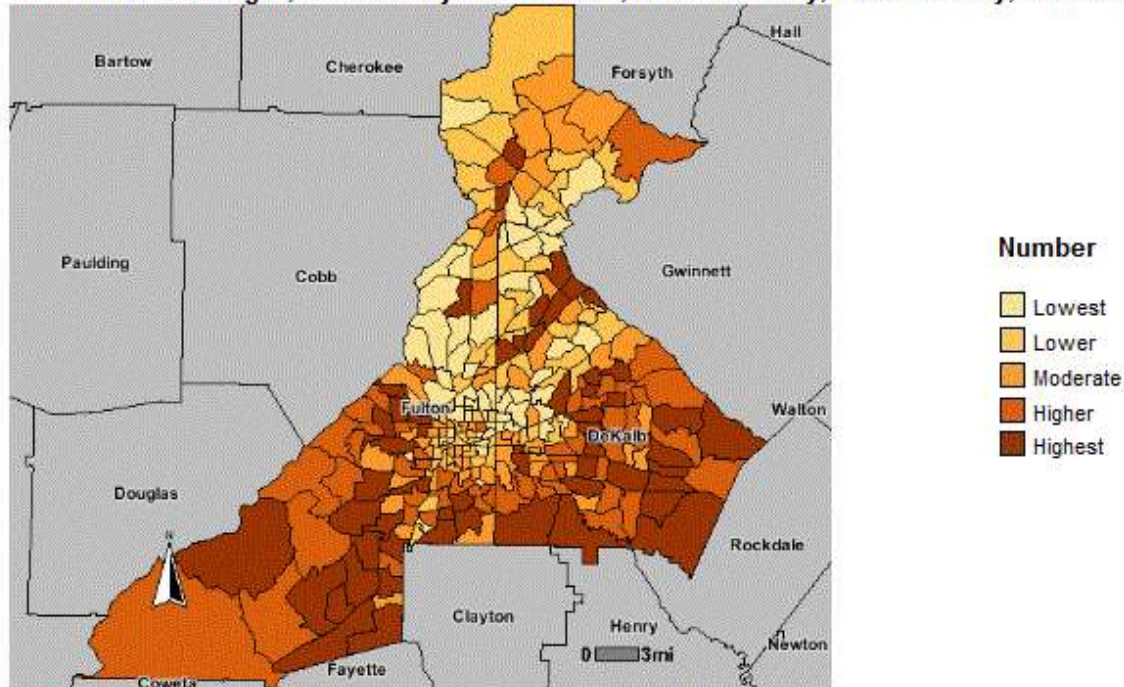 Hall
Bartow
Cherokee
Forsyth
Paulding
Cobb
Gwinnett
Number
Lowest
Lower
Moderate
Higher
Highest
Fulton
DeKalb
Walton
Douglas
N
Rockdale
Clayton
Henry
Newton
0 3mi
Fayette
Coweta